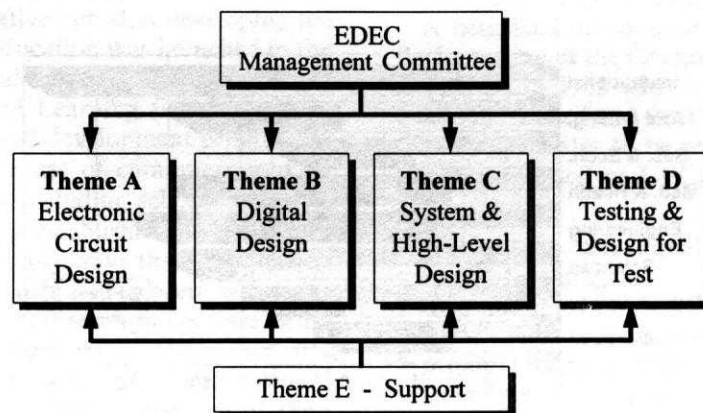 EDEC
Management Committee
Theme A
Electronic
Circuit
Design
Theme B
Digital
Design
Theme C
System &
High-Level
Design
Theme D
Testing &
Design for
Test
Theme E - Support